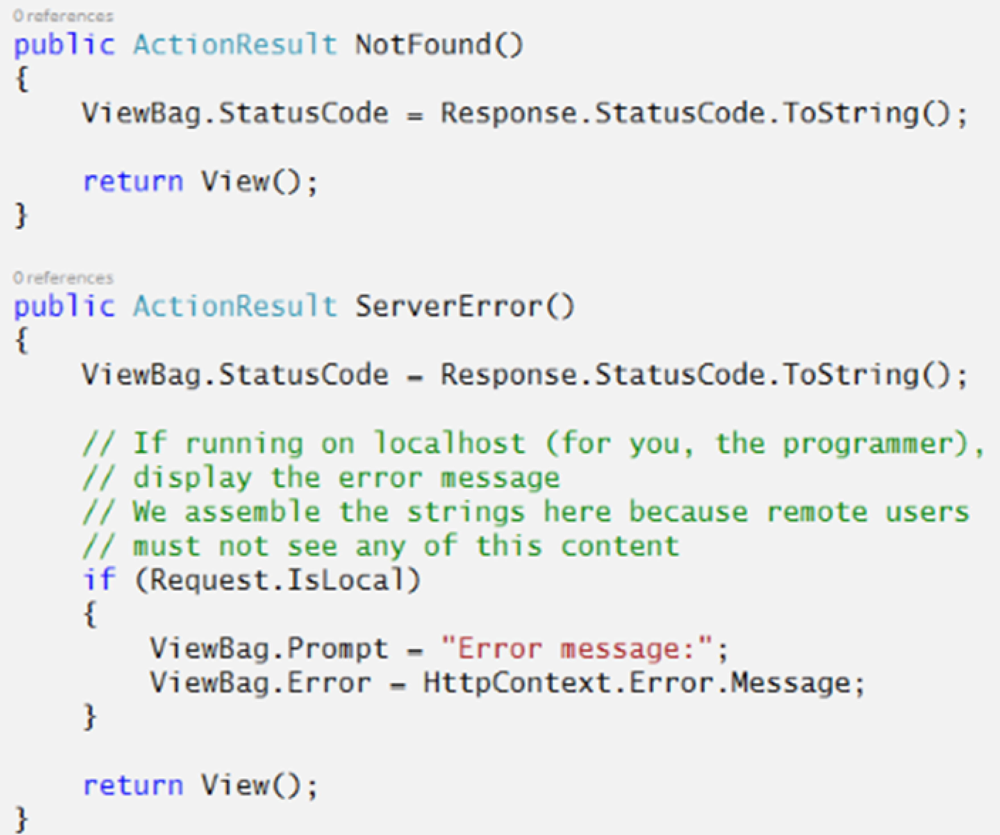 0 references
public ActionResult NotFound()
{
    ViewBag.StatusCode = Response.StatusCode.ToString();

    return View();
}

0 references
public ActionResult ServerError()
{
    ViewBag.StatusCode = Response.StatusCode.ToString();

    // If running on localhost (for you, the programmer),
    // display the error message
    // We assemble the strings here because remote users
    // must not see any of this content
    if (Request.IsLocal)
    {
        ViewBag.Prompt = "Error message:";
        ViewBag.Error = HttpContext.Error.Message;
    }

    return View();
}